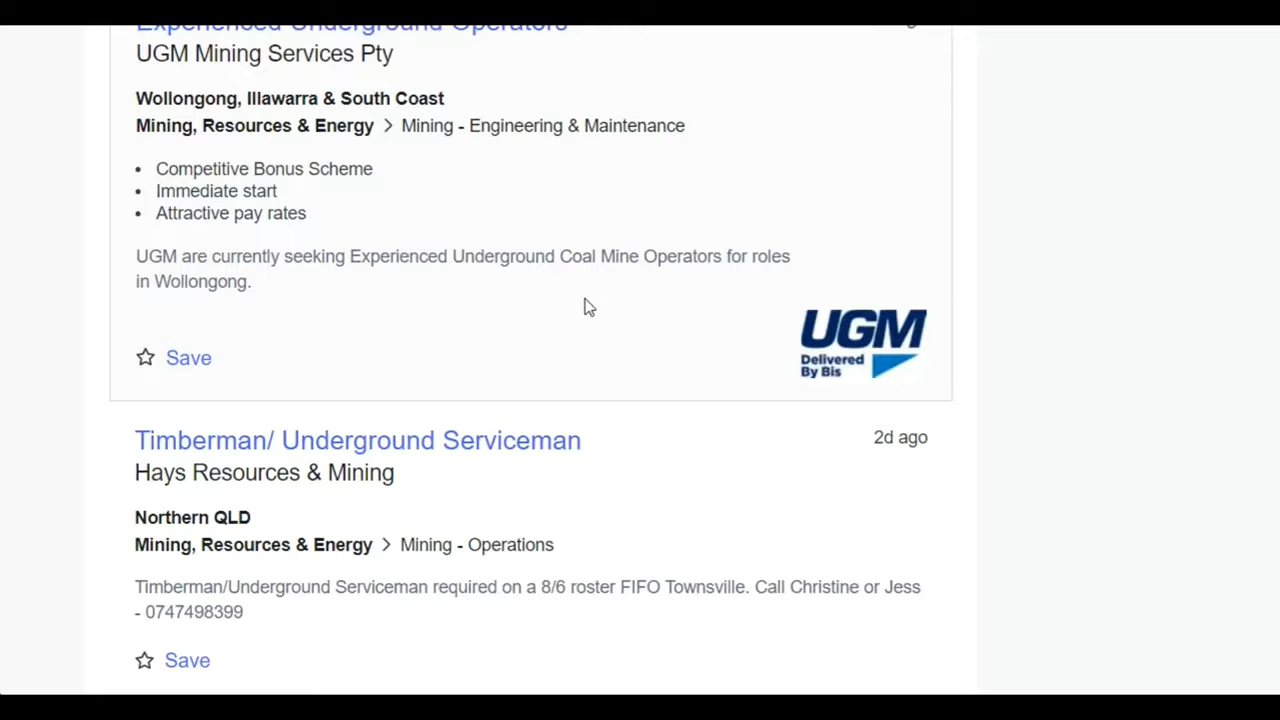 Experienced Underground Operators
UGM Mining Services Pty
Wollongong, Illawarra & South Coast
Mining, Resources & Energy > Mining - Engineering & Maintenance
• Competitive Bonus Scheme
• Immediate start
• Attractive pay rates
UGM are currently seeking Experienced Underground Coal Mine Operators for roles
in Wollongong.
Save
UGM
Delivered
By Bis
Timberman/ Underground Serviceman
2d ago
Hays Resources & Mining
Northern QLD
Mining, Resources & Energy > Mining - Operations
Timberman/Underground Serviceman required on a 8/6 roster FIFO Townsville. Call Christine or Jess
- 0747498399
Save